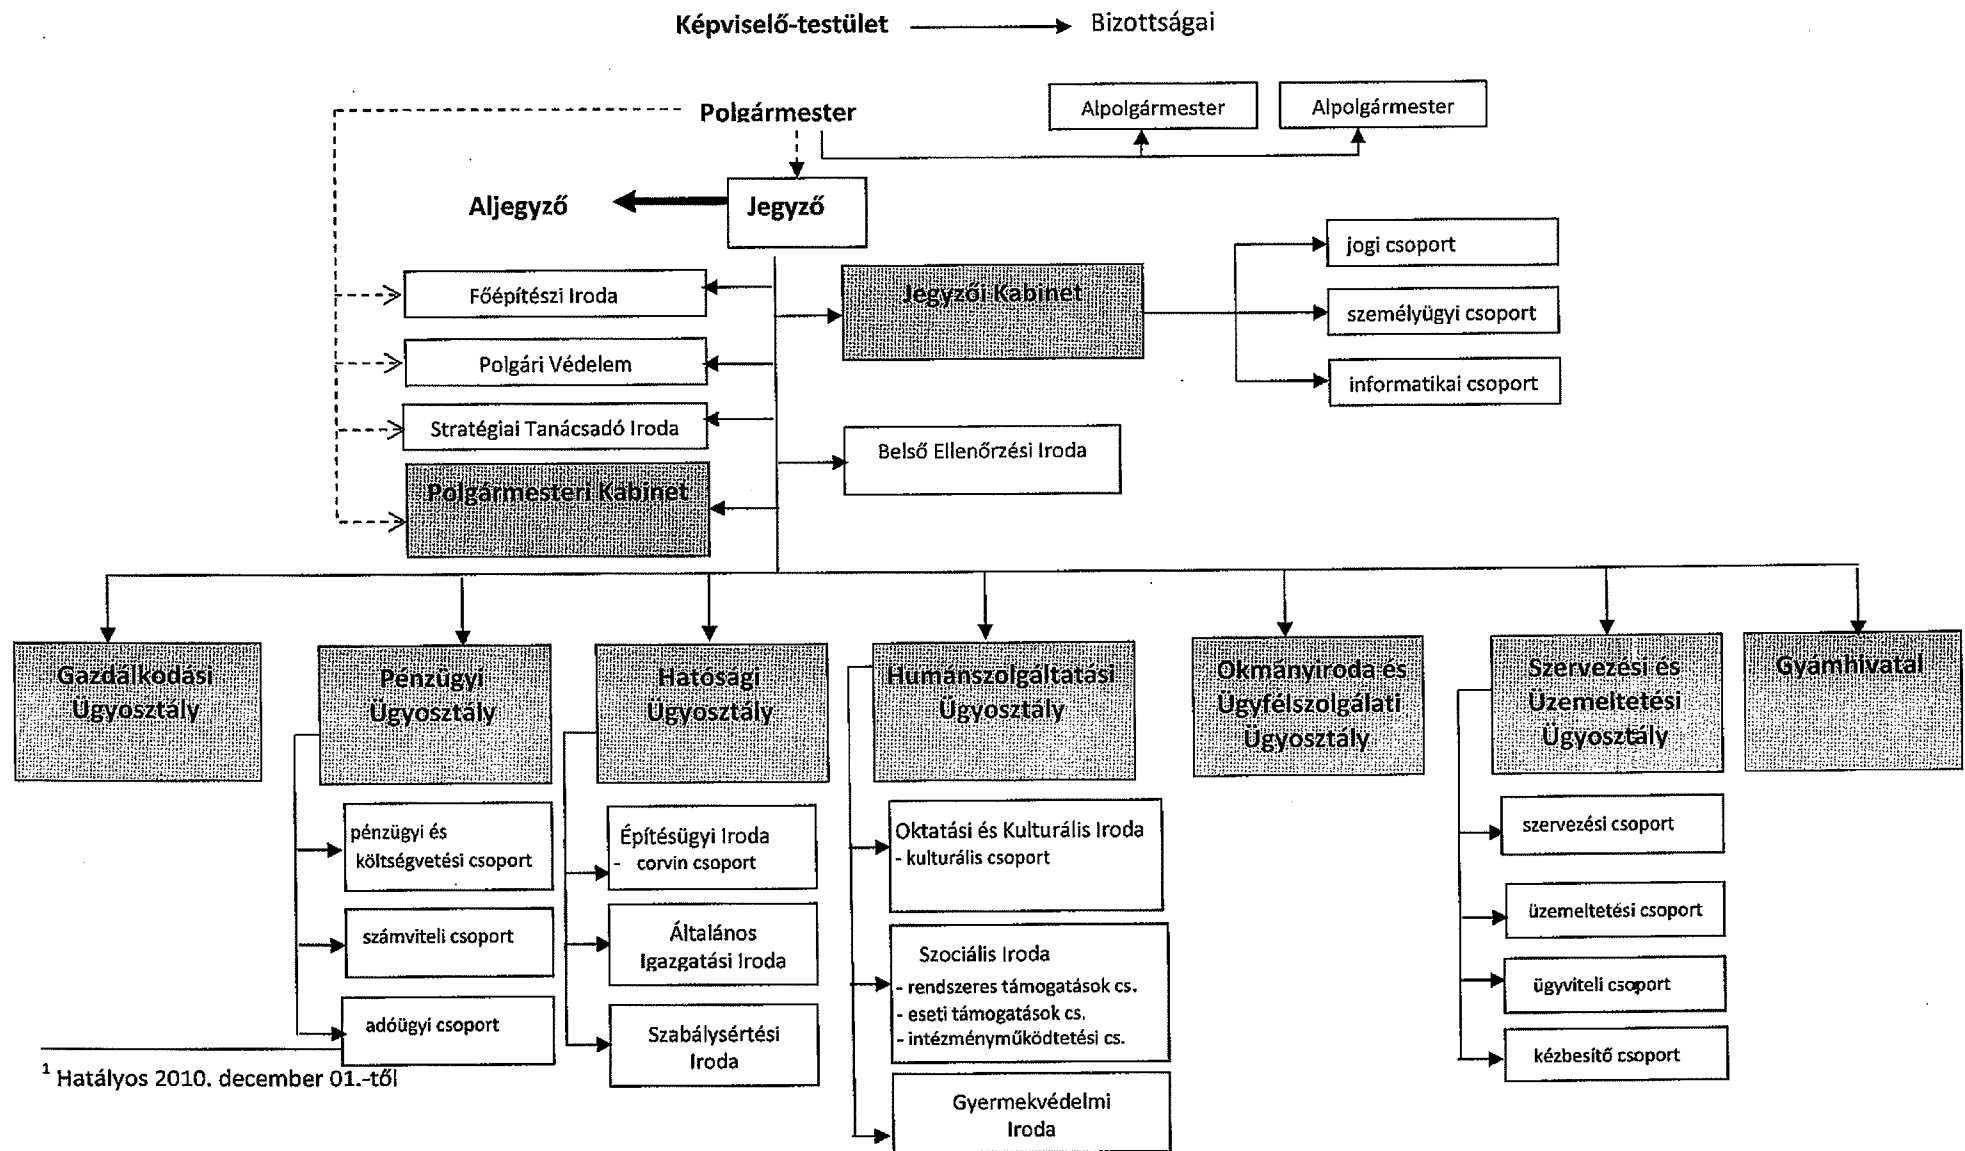 Képviselő-testület Bizottságai
Polgármester
Alpolgármester
Alpolgármester
Aljegyző
Jegyző
Főépítészi Iroda
Polgári Védelem
Stratégiai Tanácsadó Iroda
Polgármesteri Kabinet
Jegyzői Kabinet
jogi csoport
személyügyi csoport
informatikai csoport
Belső Ellenőrzési Iroda
Gazdálkodási
Ügyosztály
Pénzügyi
Ügyosztály
pénzügyi és
költségvetési csoport
számviteli csoport
adóügyi csoport
Hatósági
Ügyosztály
Építésügyi Iroda
- corvin csoport
Általános
Igazgatási Iroda
Szabálysértési
Iroda
Humánszolgáltatási
Ügyosztály
Oktatási és Kulturális Iroda
- kulturális csoport
Szociális Iroda
- rendszeres támogatások cs.
- eseti támogatások cs.
- intézményműködtetési cs.
Gyermekvédelmi
Iroda
Okmányiroda és
Ügyfélszolgálati
Ügyosztály
Szervezési és
Üzemeltetési
Ügyosztály
szervezési csoport
üzemeltetési csoport
ügyviteli csoport
kézbesítő csoport
Gyámhivatal
1 Hatályos 2010. december 01.-től